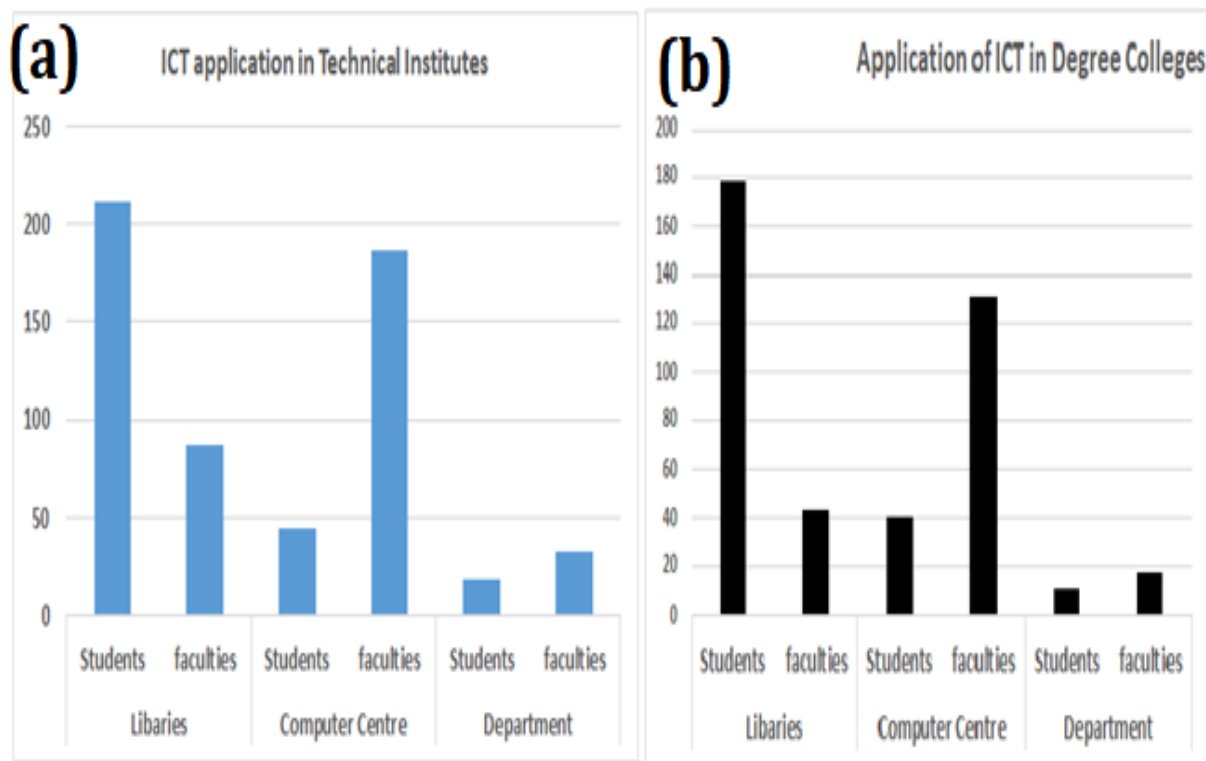 (a)
ICT application in Technical Institutes
250
200
150
100
50
0
Students faculties Students faculties Students faculties
Libaries Computer Centre Department
(b)
Application of ICT in Degree Colleges
200
180
160
140
120
100
80
60
40
20
0
Students faculties Students faculties Students faculties
Libaries Computer Centre Department